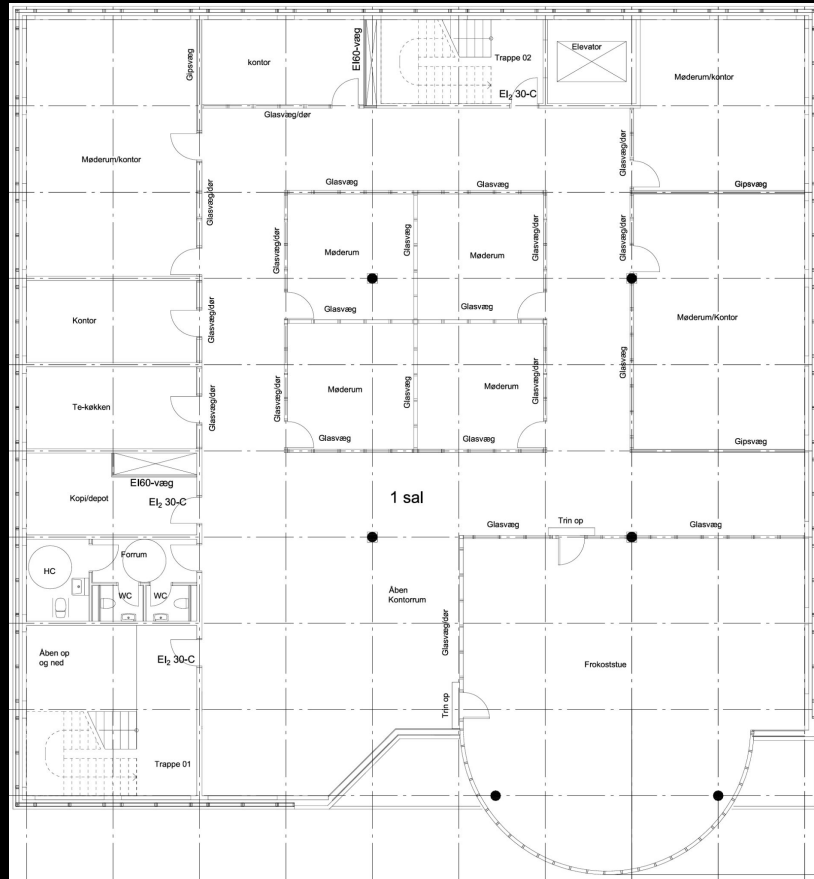 Gipsvæg
kontor
EI60-væg
Trappe 02
EI₂ 30-C
Elevator
Møderum/kontor
Glasvæg/dør
Møderum/kontor
Glasvæg/dør
Glasvæg/dør
Glasvæg
Glasvæg
Gipsvæg
Glasvæg/dør
Møderum
Glasvæg
Møderum
Glasvæg/dør
Glasvæg/dør
Kontor
Glasvæg/dør
Glasvæg
Glasvæg
Møderum/Kontor
Glasvæg
Te-køkken
Glasvæg/dør
Glasvæg/dør
Møderum
Glasvæg
Møderum
Glasvæg/dør
Glasvæg
Glasvæg
Gipsvæg
EI60-væg
Kopi/depot
EI₂ 30-C
1 sal
Glasvæg
Trin op
Glasvæg
HC
Forrum
WC
WC
Åben
Kontorrum
Glasvæg/dør
Åben op
og ned
EI₂ 30-C
Frokoststue
Trin op
Trappe 01